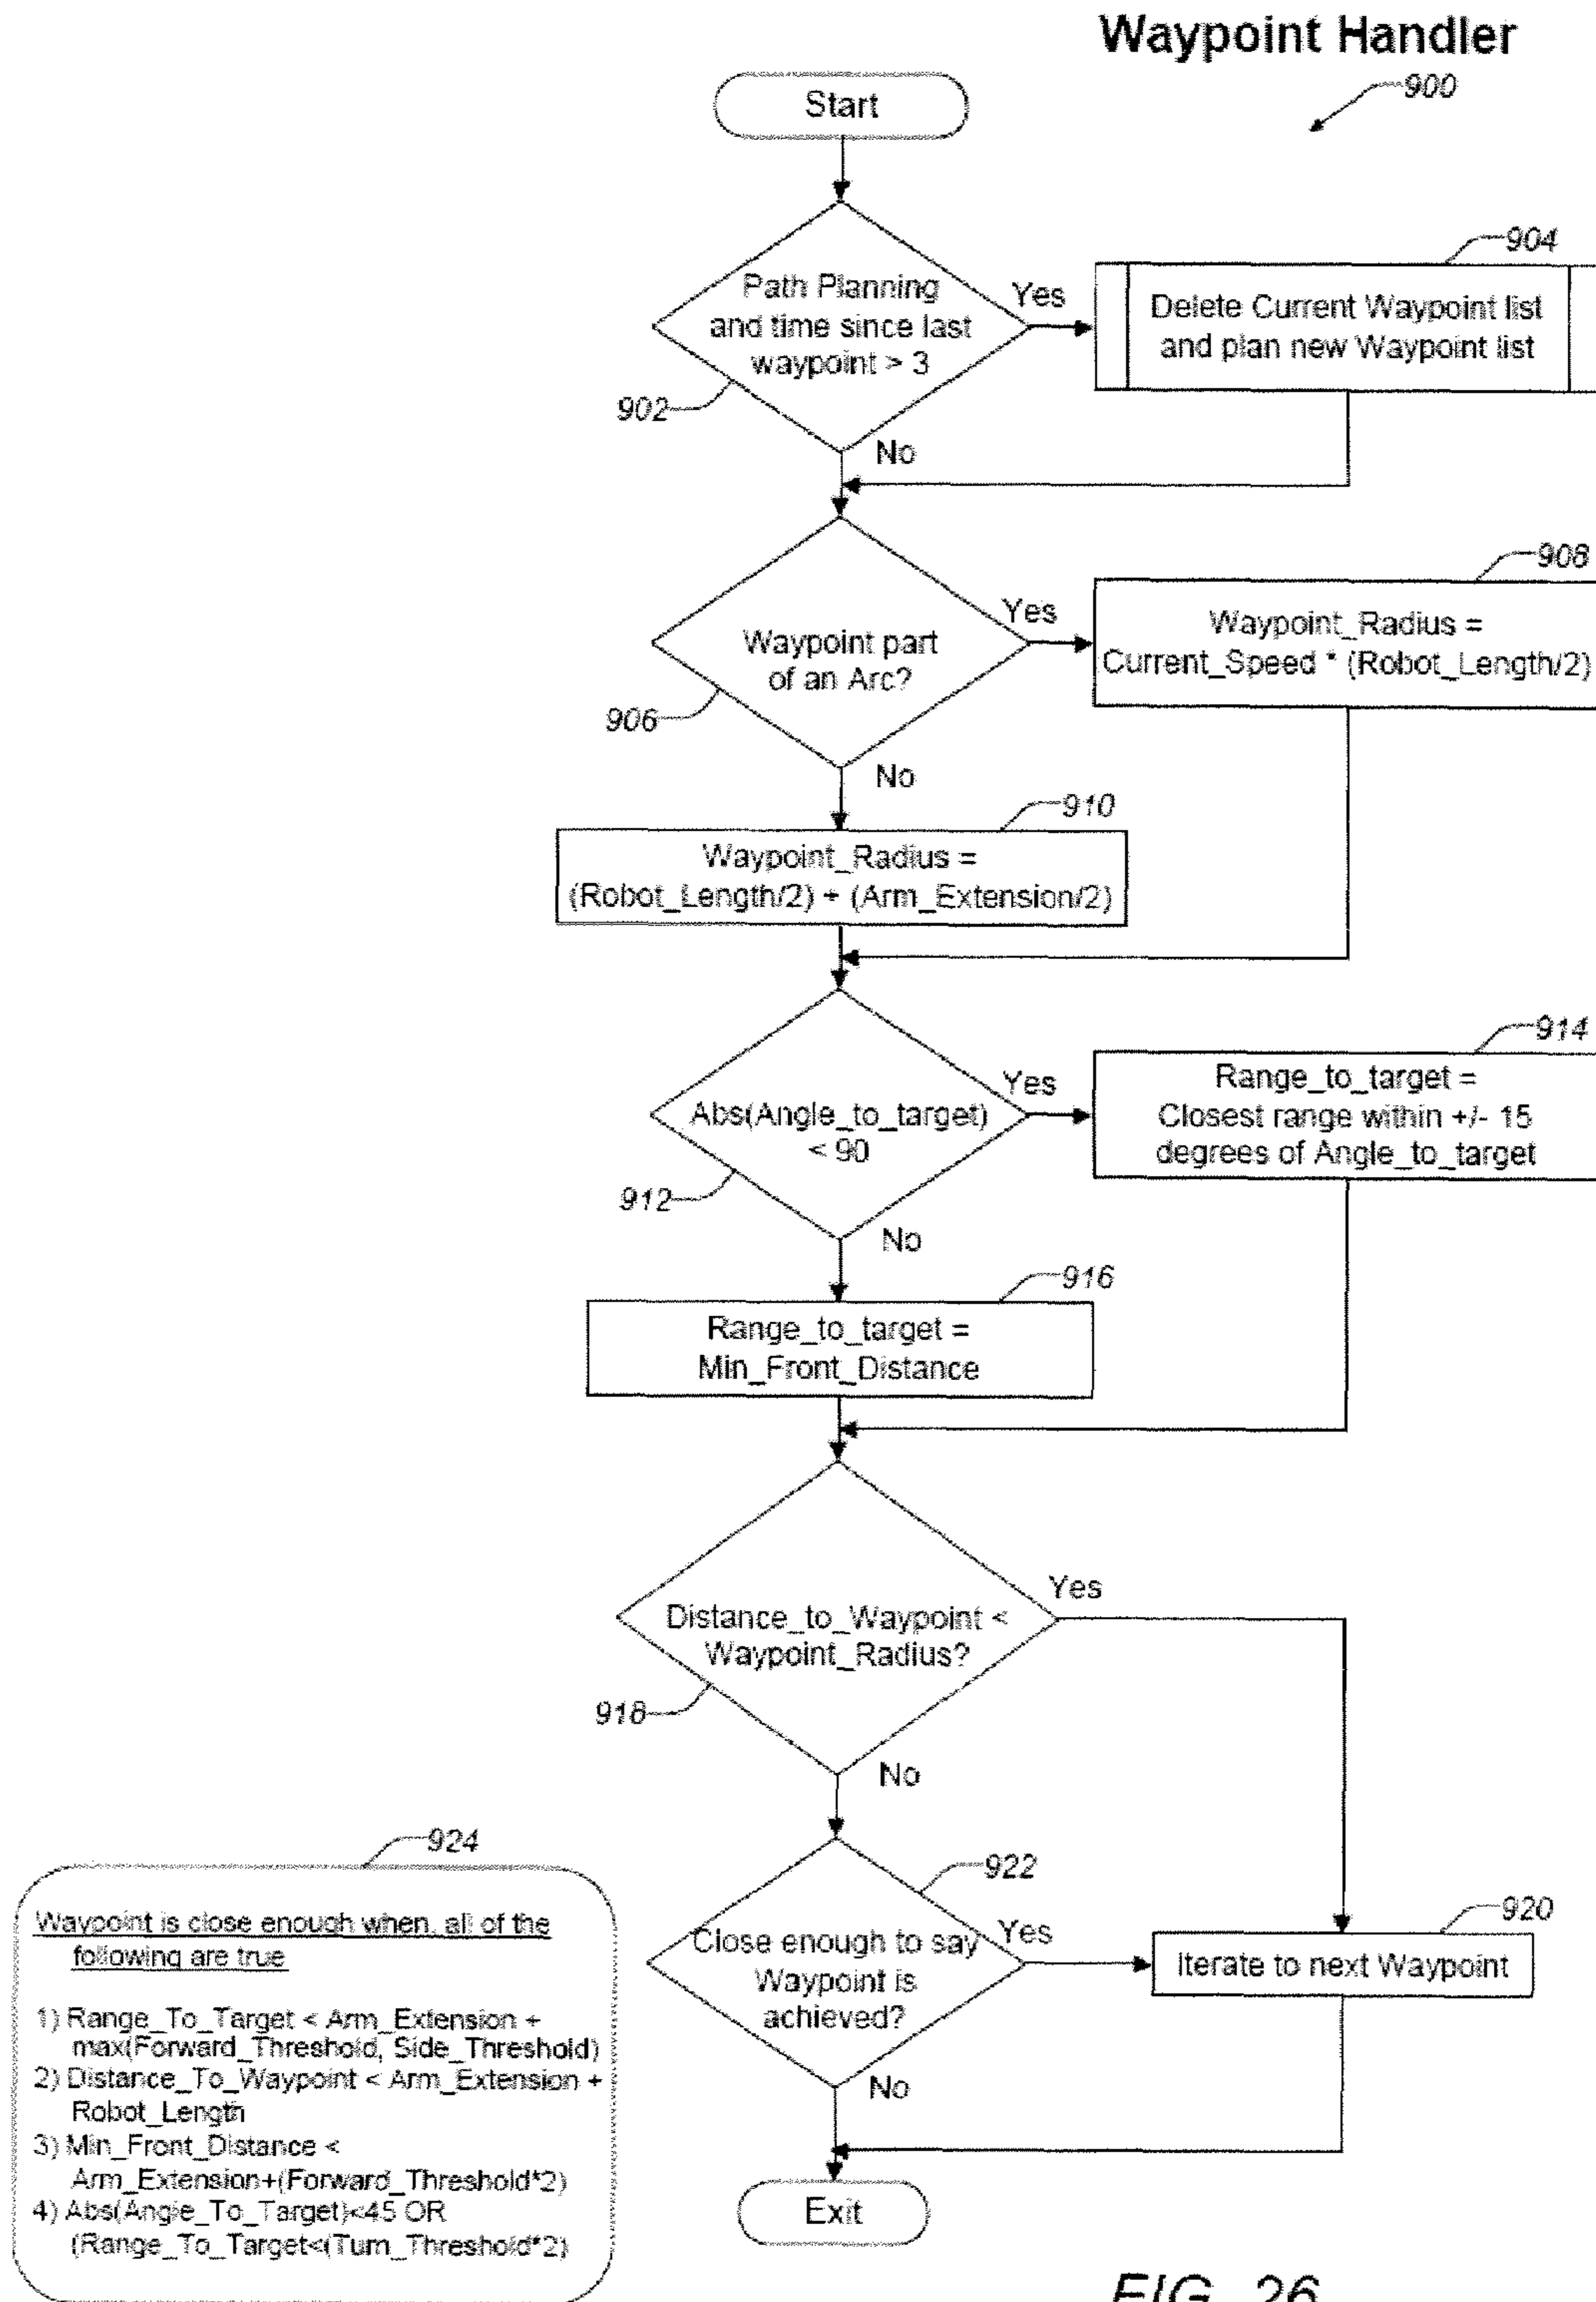 Waypoint Handler
900
Start
904
Path Planning
and time since last
waypoint > 3
Yes
Delete Current Waypoint list
and plan new Waypoint list
902
No
908
Waypoint part
of an Arc?
Yes
Waypoint_Radius =
Current_Speed * (Robot_Length/2)
906
No
910
Waypoint_Radius =
(Robot_Length/2) + (Arm_Extension/2)
914
Abs(Angle_to_target)
< 90
Yes
Range_to_target =
Closest range within +/- 15
degrees of Angle_to_target
912
No
916
Range_to_target =
Min_Front_Distance
Distance_to_Waypoint <
Waypoint_Radius?
Yes
918
No
922
Close enough to say
Waypoint is
achieved?
Yes
920
Iterate to next Waypoint
No
Exit
924
Waypoint is close enough when, all of the
following are true
1) Range_To_Target < Arm_Extension +
max(Forward_Threshold, Side_Threshold)
2) Distance_To_Waypoint < Arm_Extension +
Robot_Length
3) Min_Front_Distance <
Arm_Extension+(Forward_Threshold*2)
4) Abs(Angle_To_Target)<45 OR
(Range_To_Target<(Turn_Threshold*2)
FIG. 26